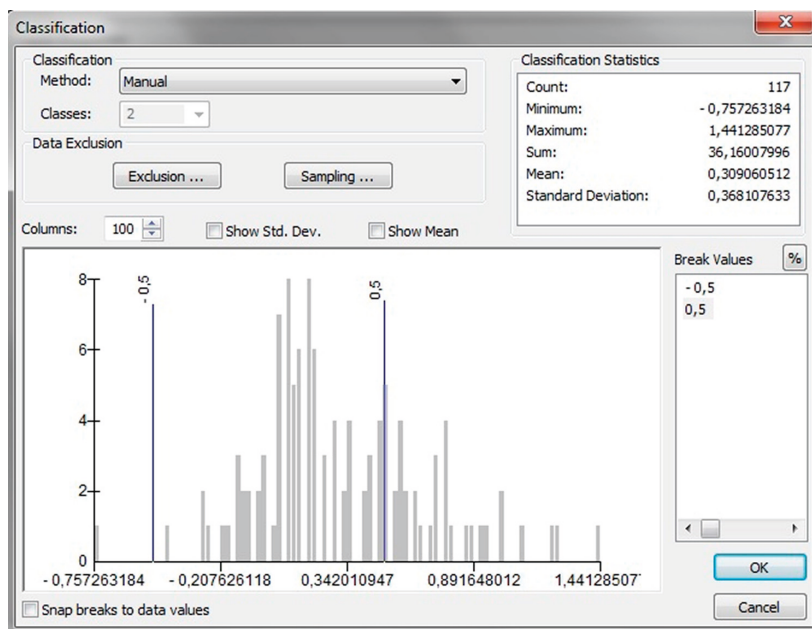 Classification
Classification
Method: Manual
Classes: 2
Data Exclusion
Exclusion ...
Sampling ...
Classification Statistics
Count: 117
Minimum: - 0,757263184
Maximum: 1,441285077
Sum: 36,16007996
Mean: 0,309060512
Standard Deviation: 0,368107633
Columns: 100 Show Std. Dev. Show Mean
Break Values %
- 0,5
0,5
8
6
4
2
0
- 0,5
0,5
- 0,757263184 - 0,207626118 0,342010947 0,891648012 1,44128507
Snap breaks to data values
OK
Cancel